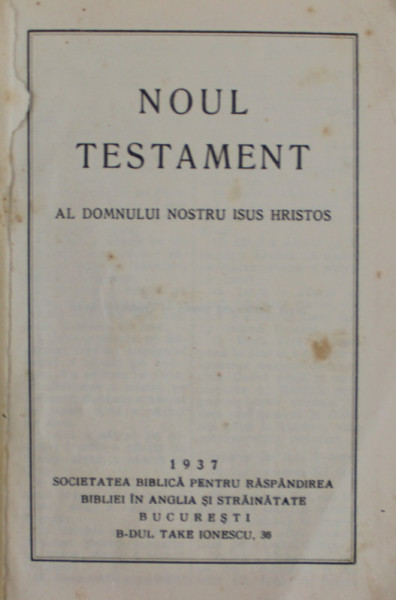 NOUL
TESTAMENT
AL DOMNULUI NOSTRU ISUS HRISTOS
1937
SOCIETATEA BIBLICĂ PENTRU RĂSPÂNDIREA
BIBLIEI ÎN ANGLIA ȘI STRĂINĂTATE
BUCUREȘTI
B-DUL TAKE IONESCU, 36